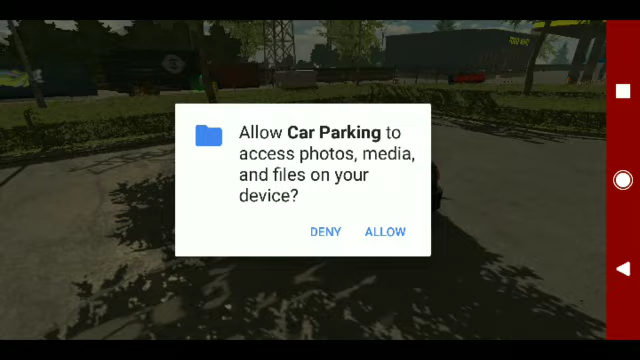 Allow Car Parking to
access photos, media,
and files on your
device?
DENY ALLOW